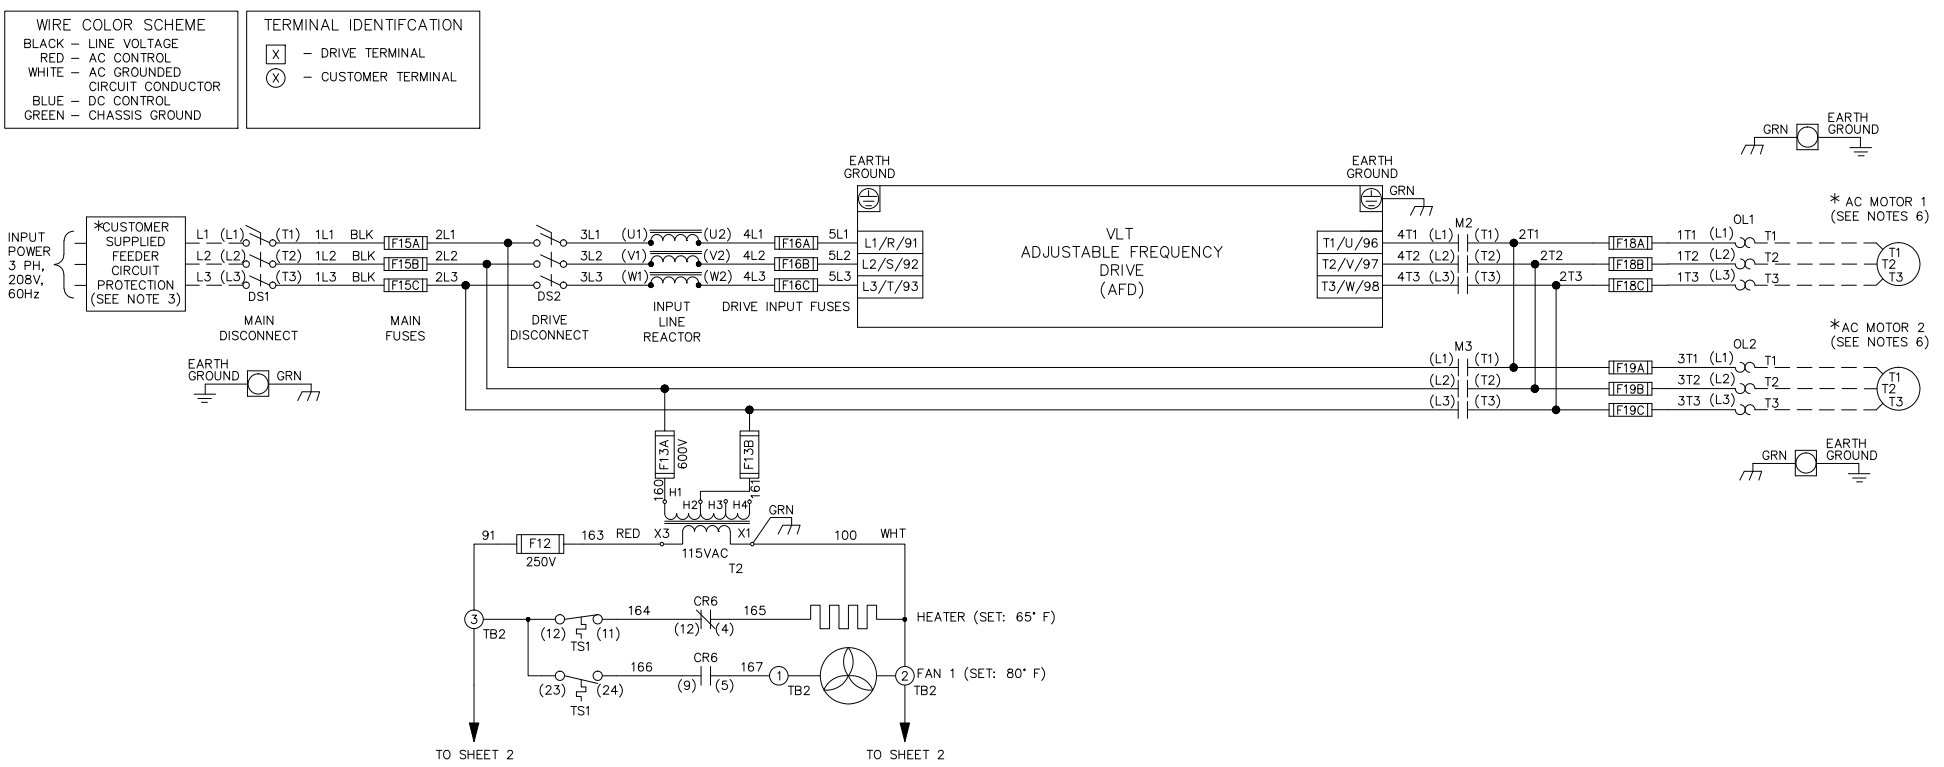 WIRE COLOR SCHEME
BLACK – LINE VOLTAGE
RED – AC CONTROL
WHITE – AC GROUNDED
CIRCUIT CONDUCTOR
BLUE – DC CONTROL
GREEN – CHASSIS GROUND
TERMINAL IDENTIFCATION
X – DRIVE TERMINAL
X – CUSTOMER TERMINAL
GRN
EARTH
GROUND
EARTH
GROUND
EARTH
GROUND
GRN
INPUT
POWER
3 PH,
208V,
60Hz
*CUSTOMER
SUPPLIED
FEEDER
CIRCUIT
PROTECTION
(SEE NOTE 3)
L1 (L1) (T1) 1L1 BLK F15A 2L1 3L1 (U1) (U2) 4L1 F16A 5L1 L1/R/91
L2 (L2) (T2) 1L2 BLK F15B 2L2 3L2 (V1) (V2) 4L2 F16B 5L2 L2/S/92
L3 (L3) (T3) 1L3 BLK F15C 2L3 3L3 (W1) (W2) 4L3 F16C 5L3 L3/T/93
DS1
MAIN
DISCONNECT
MAIN
FUSES
DS2
DRIVE
DISCONNECT
INPUT
LINE
REACTOR
DRIVE INPUT FUSES
VLT
ADJUSTABLE FREQUENCY
DRIVE
(AFD)
M2
OL1
* AC MOTOR 1
(SEE NOTES 6)
T1/U/96 4T1 (L1) (T1) 2T1 F18A 1T1 (L1) T1 T1
T2/V/97 4T2 (L2) (T2) 2T2 F18B 1T2 (L2) T2 T2
T3/W/98 4T3 (L3) (T3) 2T3 F18C 1T3 (L3) T3 T3
M3
OL2
*AC MOTOR 2
(SEE NOTES 6)
(L1) (T1) F19A 3T1 (L1) T1 T1
(L2) (T2) F19B 3T2 (L2) T2 T2
(L3) (T3) F19C 3T3 (L3) T3 T3
EARTH
GROUND
GRN
GRN
EARTH
GROUND
F13A
600V
F13B
160
161
H1
H2 H3 H4
GRN
91 F12 163 RED X3 X1 100 WHT
250V
115VAC
T2
3
TB2
164 CR6 165
(12) (11) (12) (4)
TS1
HEATER (SET: 65° F)
166 CR6 167 1
(23) (24) (9) (5) TB2
TS1
2 FAN 1 (SET: 80° F)
TB2
TO SHEET 2
TO SHEET 2